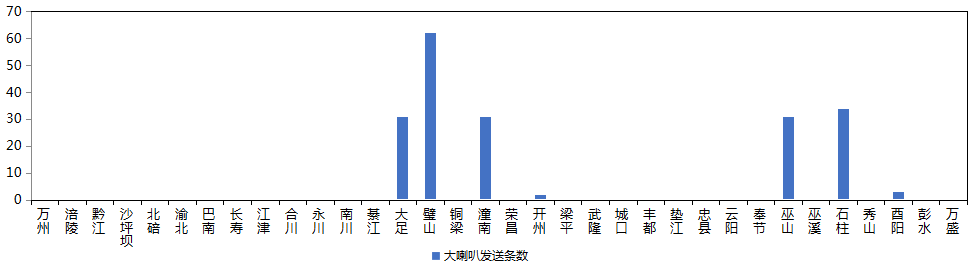 70
60
50
40
30
20
10
0
万州
涪陵
黔江
沙坪坝
北碚
渝北
巴南
长寿
江津
合川
永川
南川
綦江
大足
璧山
铜梁
潼南
荣昌
开州
梁平
武隆
城口
丰都
垫江
忠县
云阳
奉节
巫山
巫溪
石柱
秀山
酉阳
彭水
万盛
大喇叭发送条数